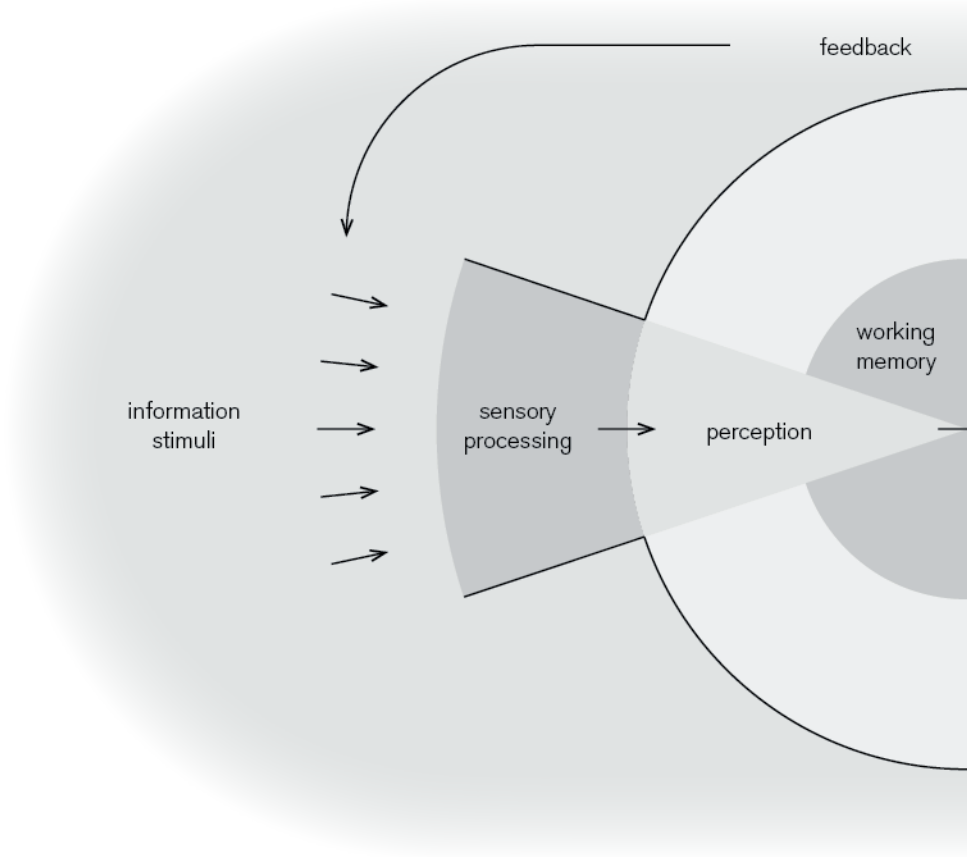 feedback
working
memory
information
stimuli
sensory
processing
perception